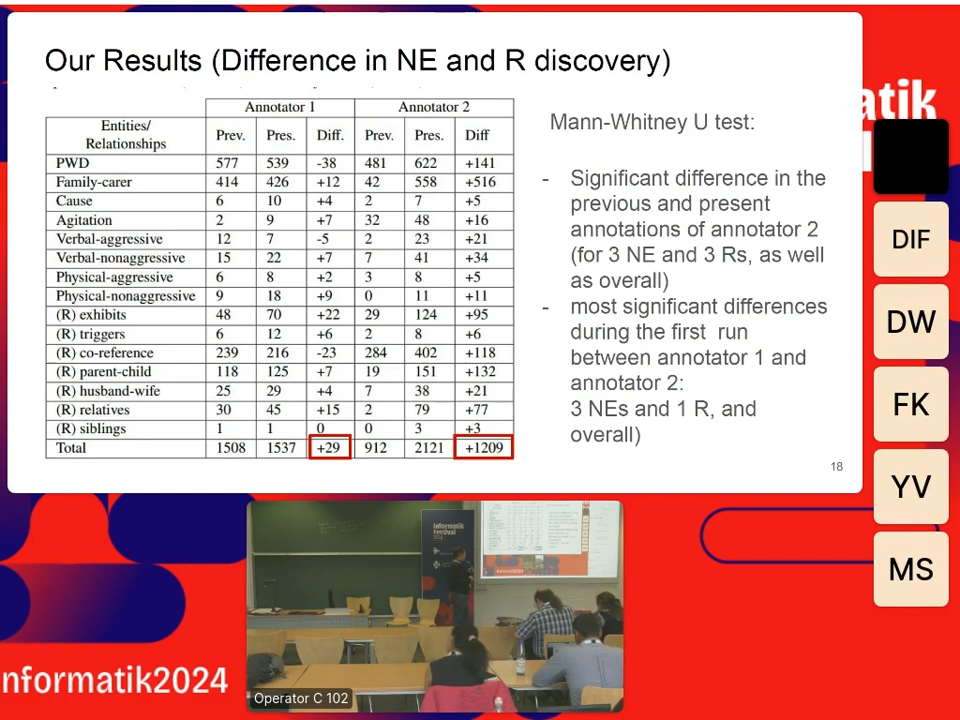 Our Results (Difference in NE and R discovery)
Annotator 1 Annotator 2
Entities/
Relationships Prev. Pres. Diff. Prev. Pres. Diff
PWD 577 539 -38 481 622 +141
Family-carer 414 426 +12 42 558 +516
Cause 6 10 +4 2 7 +5
Agitation 2 9 +7 32 48 +16
Verbal-aggressive 12 7 -5 2 23 +21
Verbal-nonaggressive 15 22 +7 7 41 +34
Physical-aggressive 6 8 +2 3 8 +5
Physical-nonaggressive 9 18 +9 0 11 +11
(R) exhibits 48 70 +22 29 124 +95
(R) triggers 6 12 +6 2 8 +6
(R) co-reference 239 216 -23 284 402 +118
(R) parent-child 118 125 +7 19 151 +132
(R) husband-wife 25 29 +4 7 38 +21
(R) relatives 30 45 +15 2 79 +77
(R) siblings 1 1 0 0 3 +3
Total 1508 1537 +29 912 2121 +1209
Mann-Whitney U test:
- Significant difference in the
previous and present
annotations of annotator 2
(for 3 NE and 3 Rs, as well
as overall)
- most significant differences
during the first run
between annotator 1 and
annotator 2:
3 NEs and 1 R, and
overall)
18
atik
DIF
DW
FK
YV
MS
Informatik
Festival
2024
Operator C 102
nformatik2024